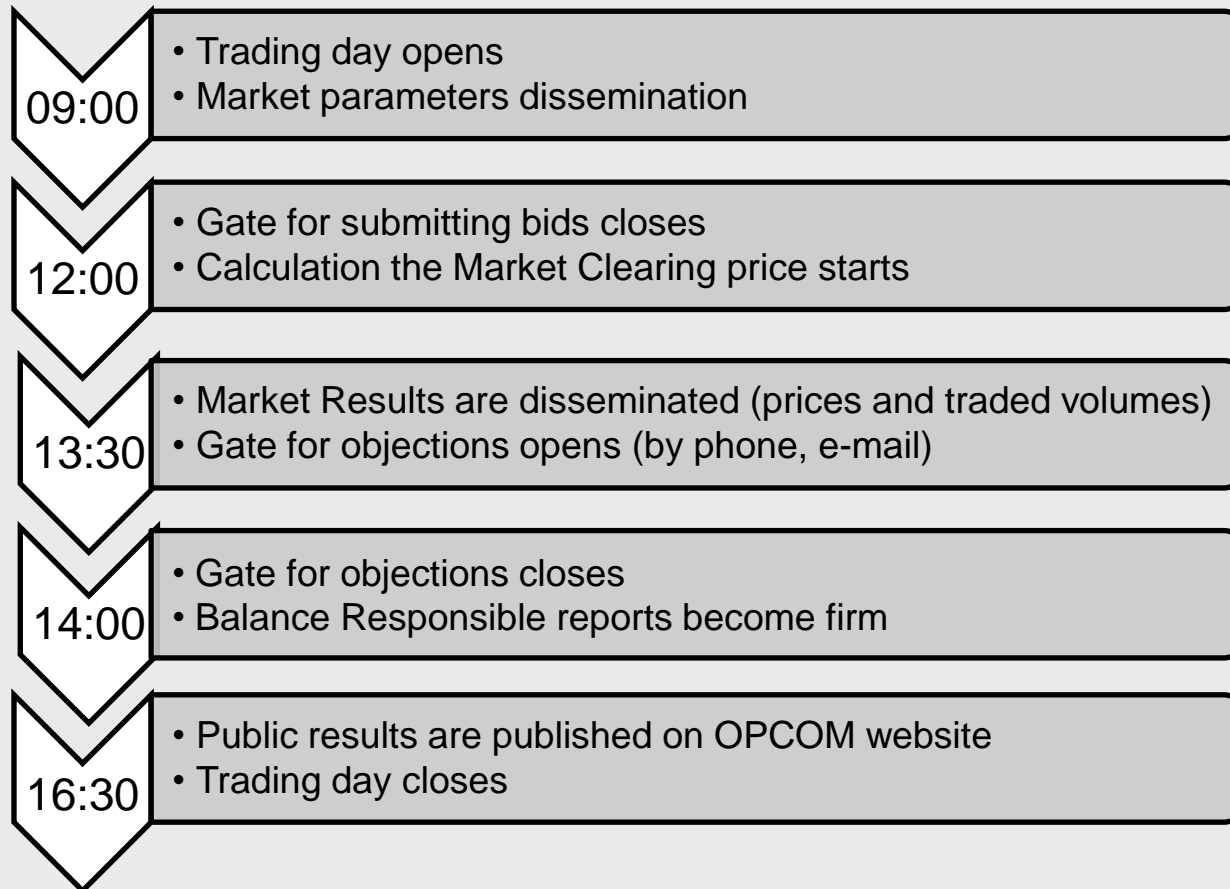 09:00
• Trading day opens
• Market parameters dissemination
12:00
• Gate for submitting bids closes
• Calculation the Market Clearing price starts
13:30
• Market Results are disseminated (prices and traded volumes)
• Gate for objections opens (by phone, e-mail)
14:00
• Gate for objections closes
• Balance Responsible reports become firm
16:30
• Public results are published on OPCOM website
• Trading day closes